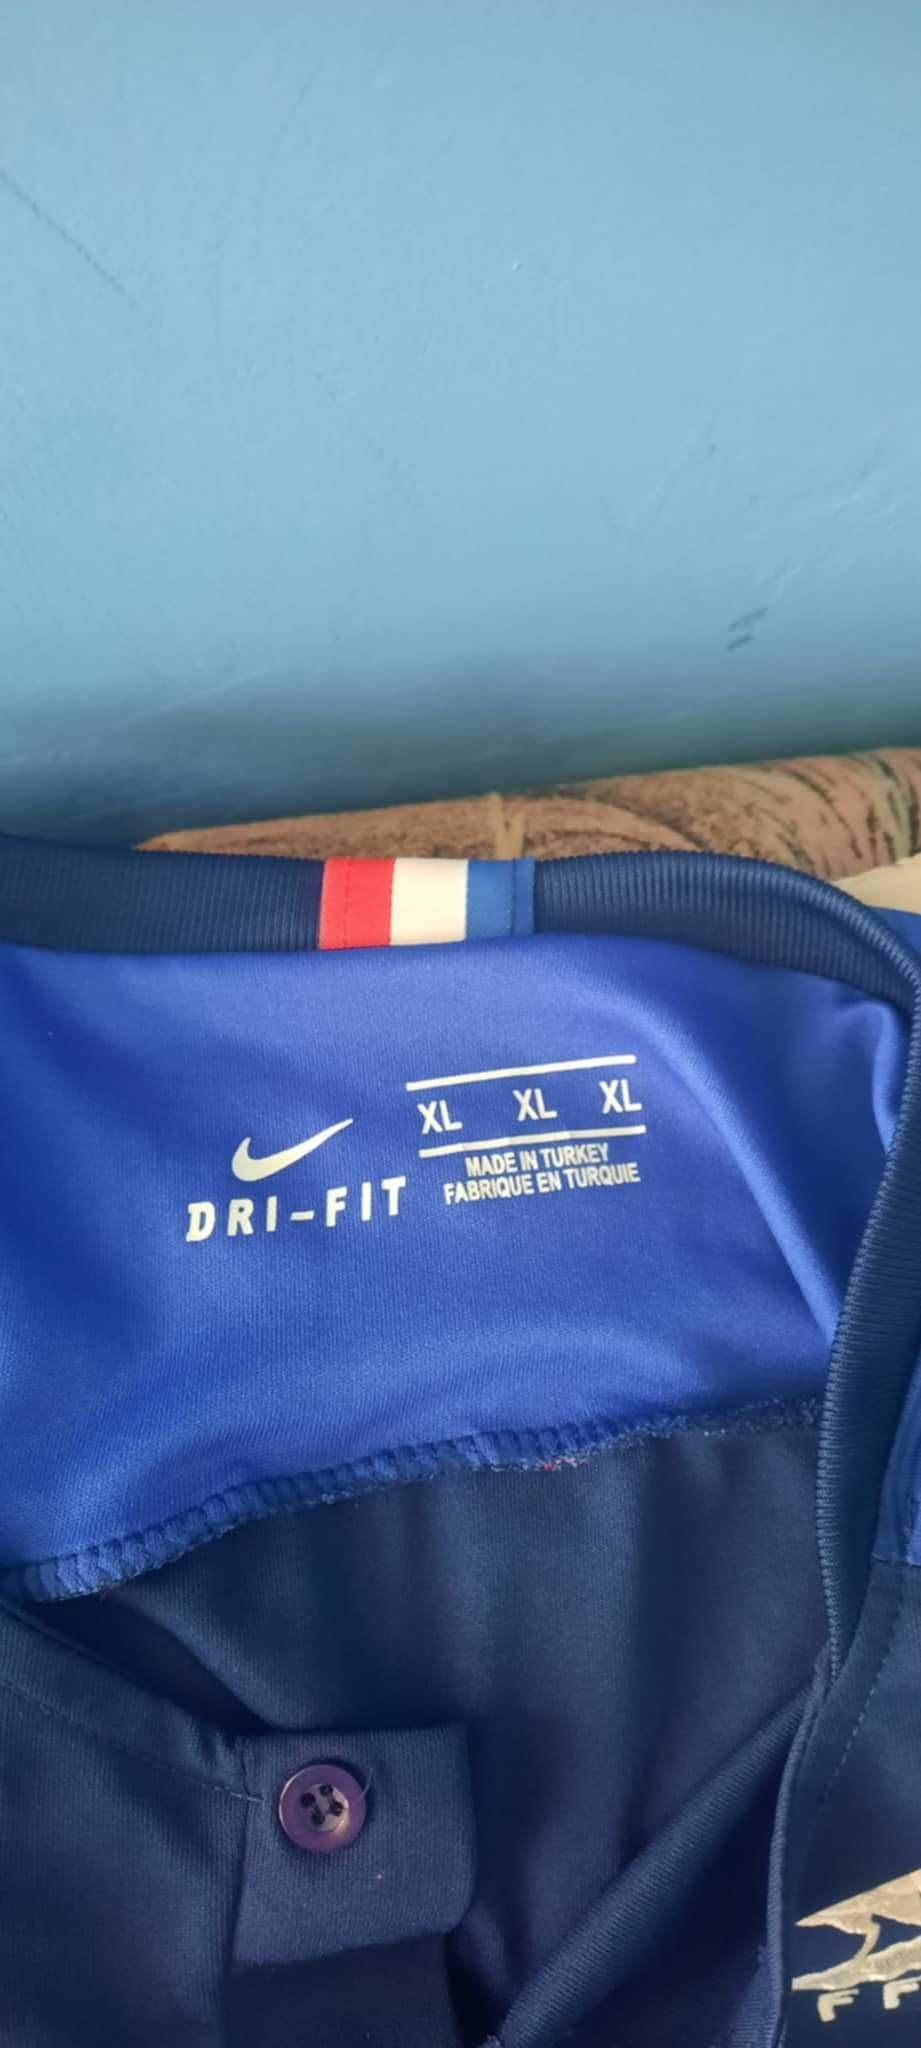 XL XL XL
MADE IN TURKEY
FABRIQUE EN TURQUIE
DRI-FIT
F F